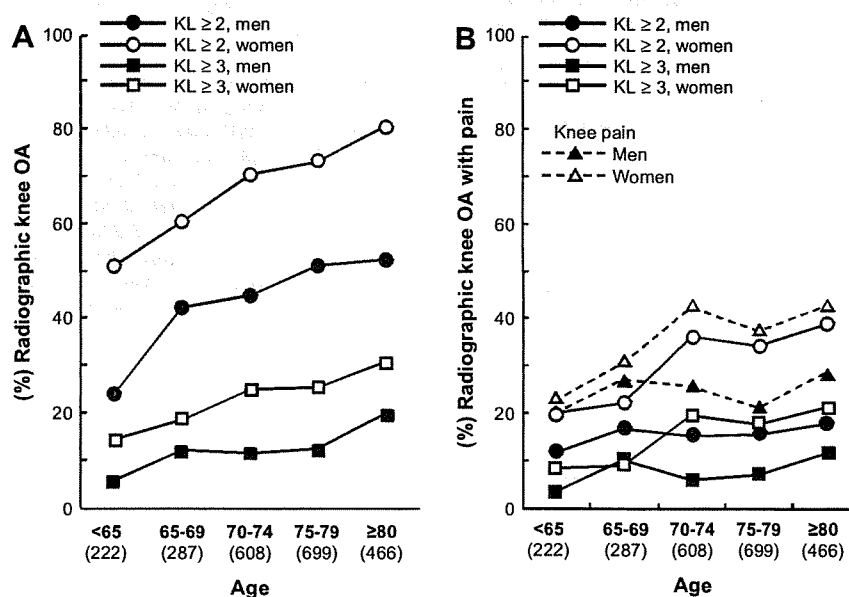 A
KL ≥ 2, men
KL ≥ 2, women
KL ≥ 3, men
KL ≥ 3, women
(%) Radiographic knee OA
100
80
60
40
20
0
<65 65-69 70-74 75-79 ≥80
(222) (287) (608) (699) (466)
Age
B
KL ≥ 2, men
KL ≥ 2, women
KL ≥ 3, men
KL ≥ 3, women
Knee pain
Men
Women
(%) Radiographic knee OA with pain
100
80
60
40
20
0
<65 65-69 70-74 75-79 ≥80
(222) (287) (608) (699) (466)
Age